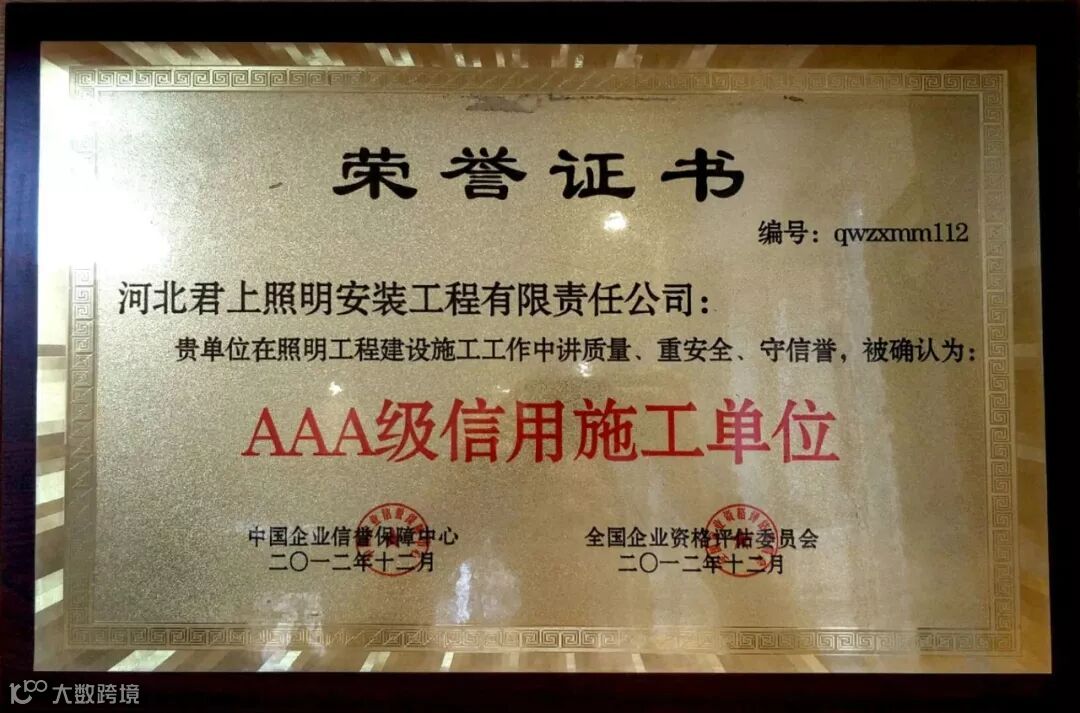 荣誉证书
编号：qwzxmm112
河北君上照明安装工程有限责任公司：
贵单位在照明工程建设施工工作中讲质量、重安全、守信誉，被确认为：
AAA级信用施工单位
中国企业信誉保障中心
二〇一二年十二月
全国企业资格评估委员会
二〇一二年十二月
大数跨境